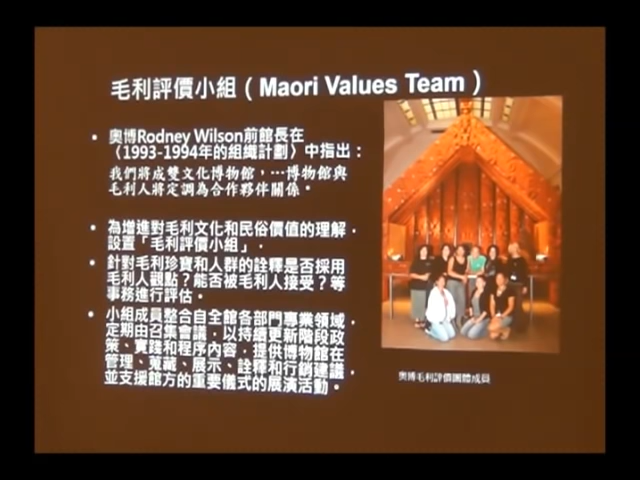 毛利評價小組（Maori Values Team）
• 奧博Rodney Wilson前館長在
〈1993-1994年的組織計劃〉中指出：
我們將成雙文化博物館，…博物館與
毛利人將定調為合作夥伴關係。
• 為增進對毛利文化和民俗價值的理解，
設置「毛利評價小組」，
• 針對毛利珍寶和人群的詮釋是否採用
毛利人觀點？能否被毛利人接受？等
事務進行評估。
• 小組成員整合自全館各部門專業領域，
定期由召集會議，以持續更新階段政
策、實踐和程序內容，提供博物館在
管理、蒐藏、展示、詮釋和行銷建議，
並支援館方的重要儀式的展演活動。
奧博毛利評價團體成員